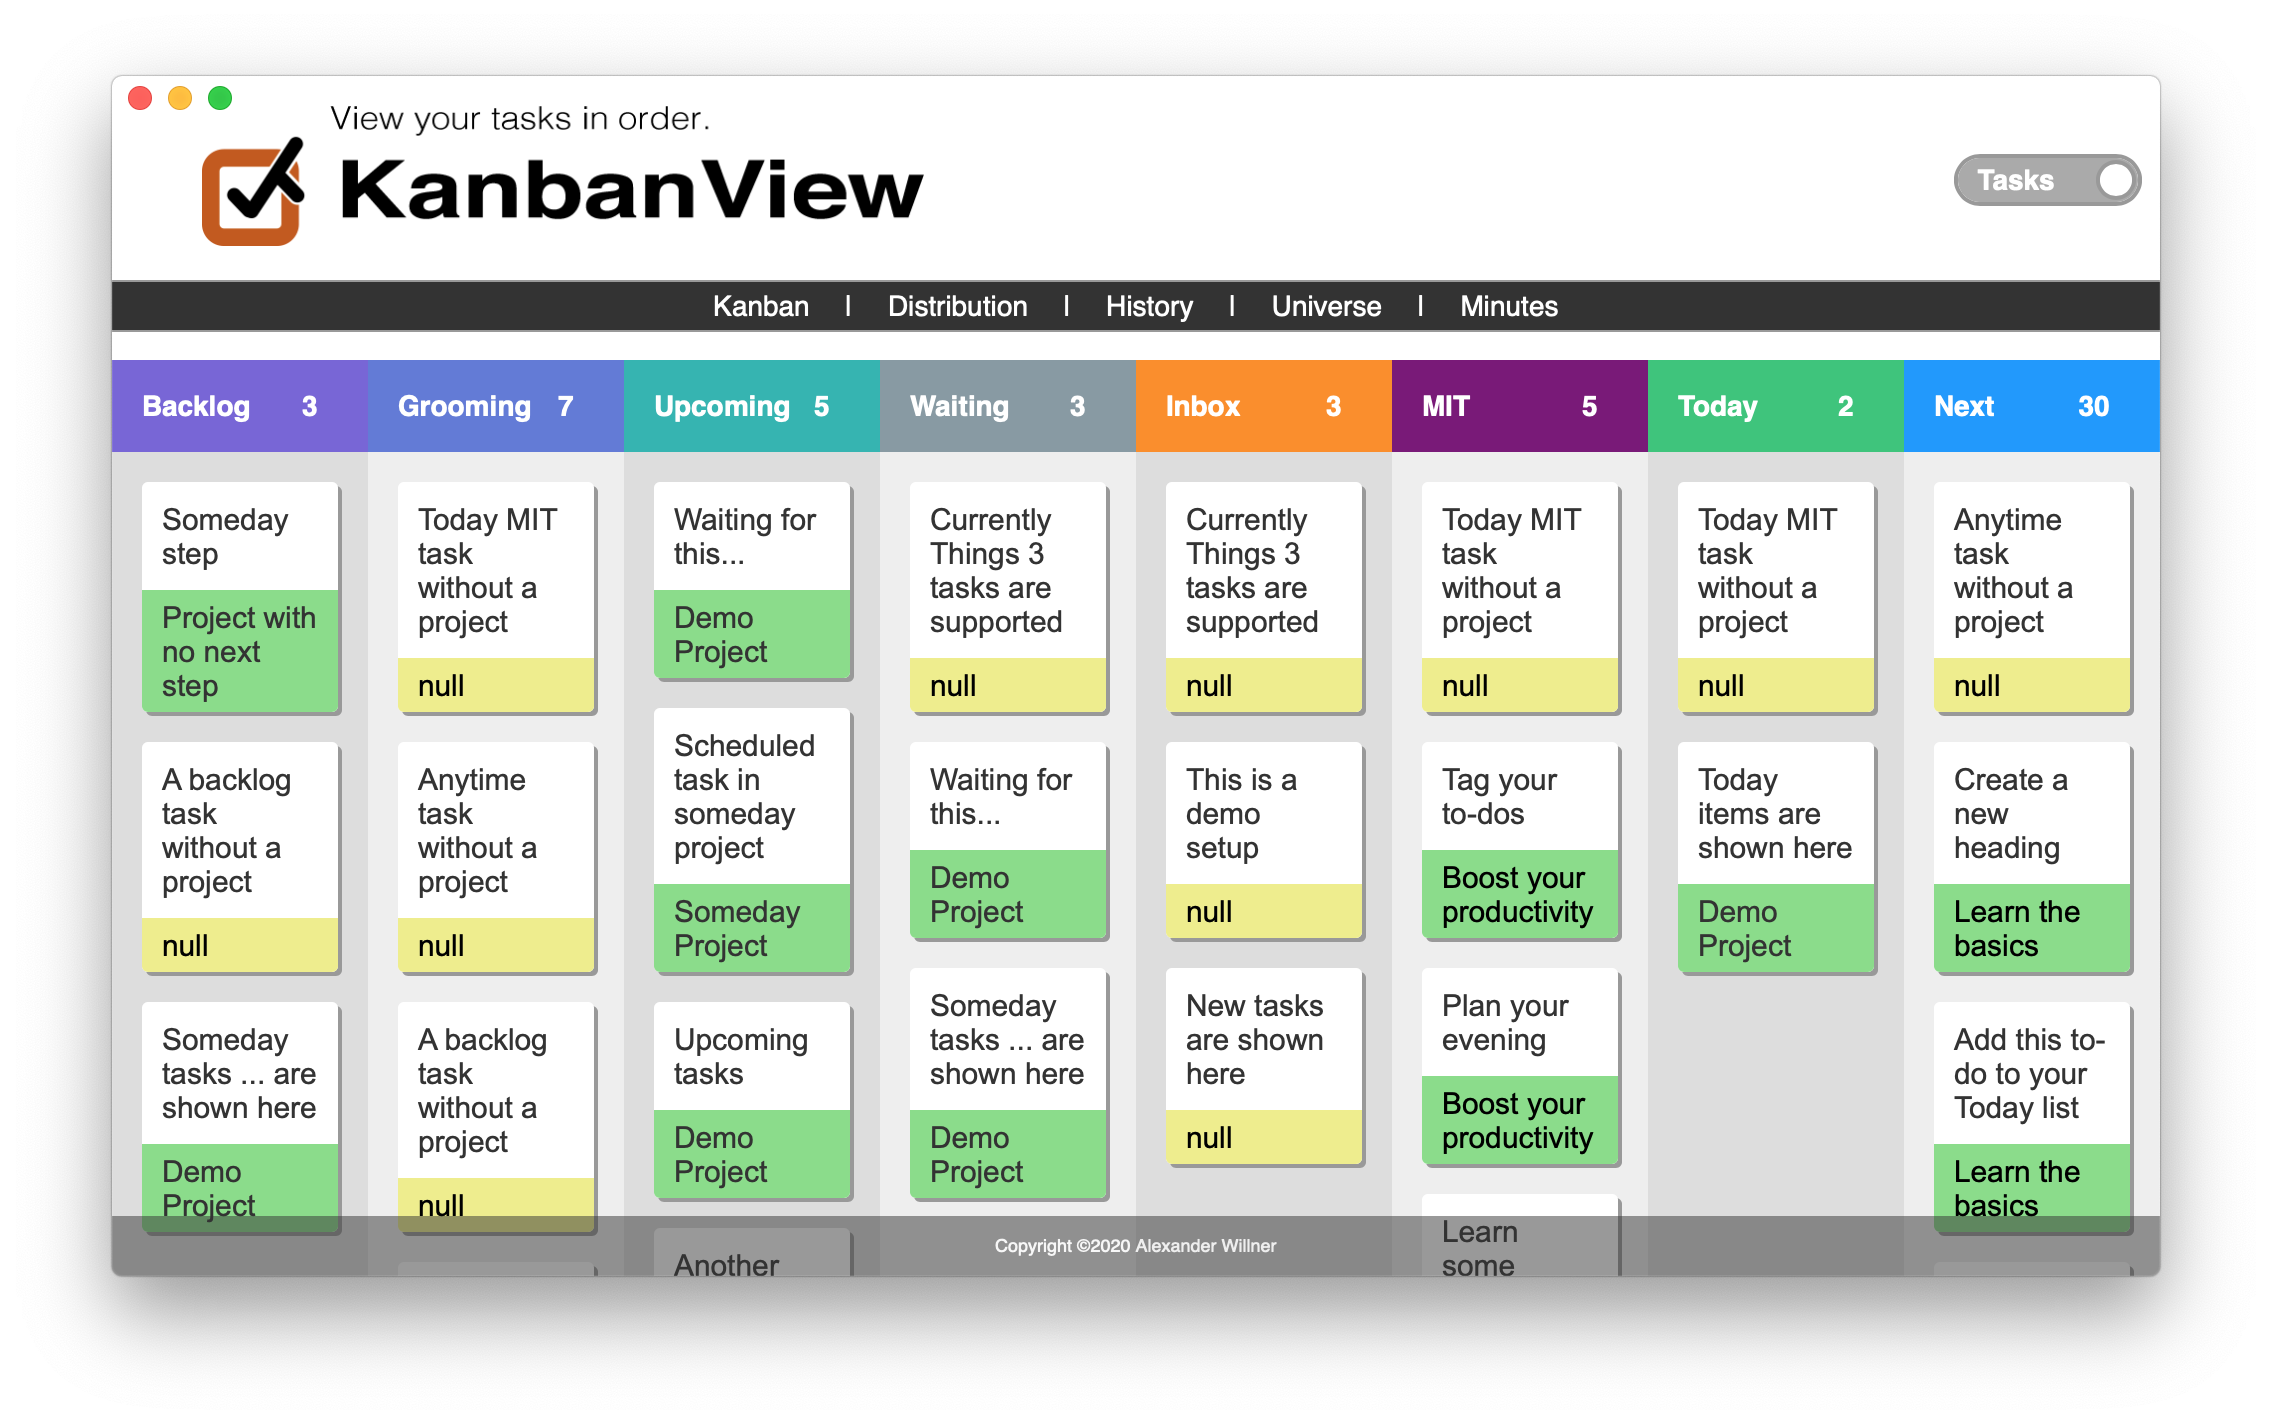 View your tasks in order.
KanbanView
Tasks
Kanban | Distribution | History | Universe | Minutes
Backlog 3
Someday
step
Project with
no next
step
A backlog
task
without a
project
null
Someday
tasks ... are
shown here
Demo
Project
Grooming 7
Today MIT
task
without a
project
null
Anytime
task
without a
project
null
A backlog
task
without a
project
null
Upcoming 5
Waiting for
this...
Demo
Project
Scheduled
task in
someday
project
Someday
Project
Upcoming
tasks
Demo
Project
Another
Waiting 3
Currently
Things 3
tasks are
supported
null
Waiting for
this...
Demo
Project
Someday
tasks ... are
shown here
Demo
Project
Inbox 3
Currently
Things 3
tasks are
supported
null
This is a
demo
setup
null
New tasks
are shown
here
null
MIT 5
Today MIT
task
without a
project
null
Tag your
to-dos
Boost your
productivity
Plan your
evening
Boost your
productivity
Learn
some
Today 2
Today MIT
task
without a
project
null
Today
items are
shown here
Demo
Project
Next 30
Anytime
task
without a
project
null
Create a
new
heading
Learn the
basics
Add this to-
do to your
Today list
Learn the
basics
Copyright ©2020 Alexander Willner